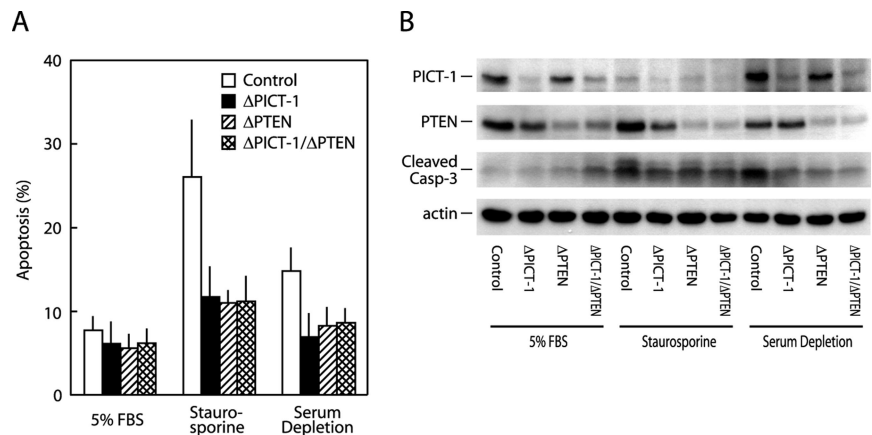 A
40
30
20
10
0
Apoptosis (%)
Control
ΔPICT-1
ΔPTEN
ΔPICT-1/ΔPTEN
5% FBS
Stauro-
sporine
Serum
Depletion
B
PICT-1
PTEN
Cleaved
Casp-3
actin
Control
ΔPICT-1
ΔPTEN
ΔPICT-1/ΔPTEN
Control
ΔPICT-1
ΔPTEN
ΔPICT-1/ΔPTEN
Control
ΔPICT-1
ΔPTEN
ΔPICT-1/ΔPTEN
5% FBS
Staurosporine
Serum Depletion